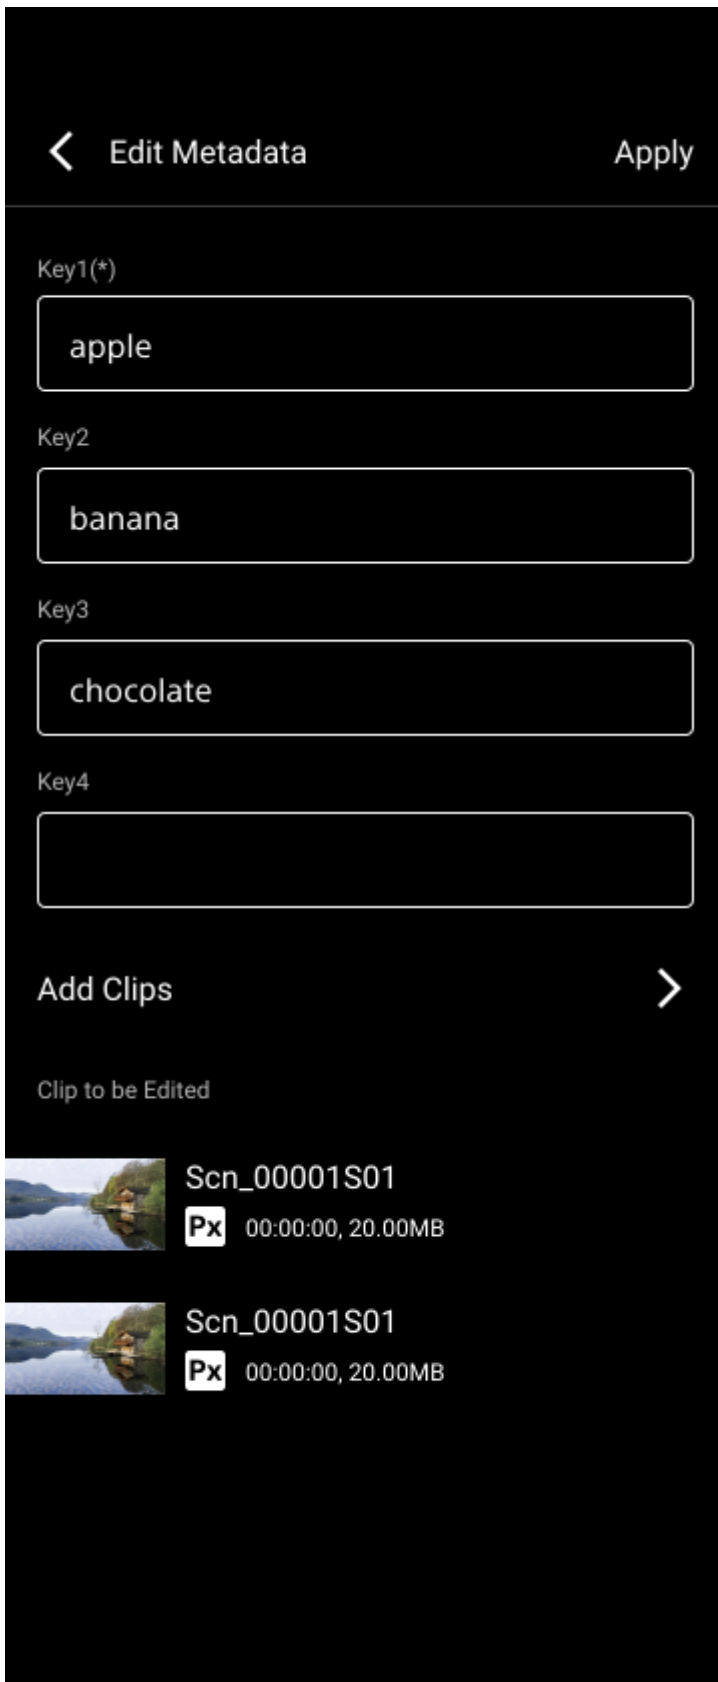 Edit Metadata Apply
Key1(*)
apple
Key2
banana
Key3
chocolate
Key4
Add Clips
Clip to be Edited
Scn_00001S01
Px 00:00:00, 20.00MB
Scn_00001S01
Px 00:00:00, 20.00MB